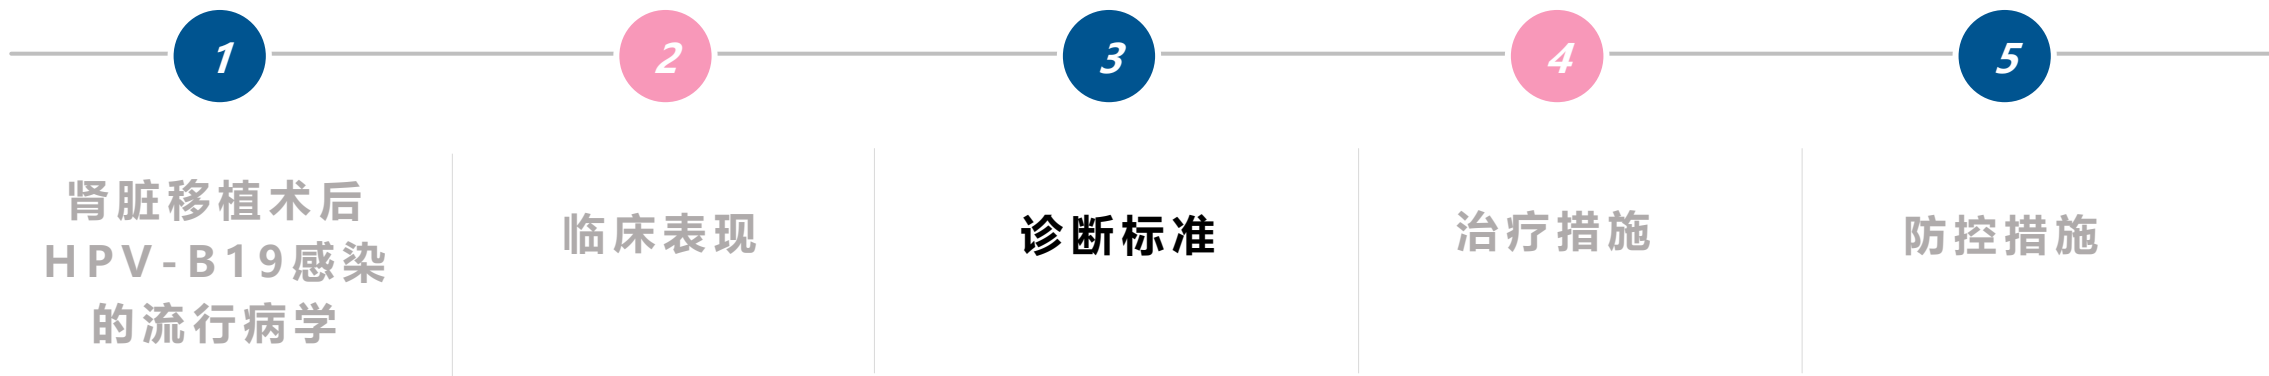 1
2
3
4
5
肾脏移植术后
HPV-B19感染
的流行病学
临床表现
诊断标准
治疗措施
防控措施